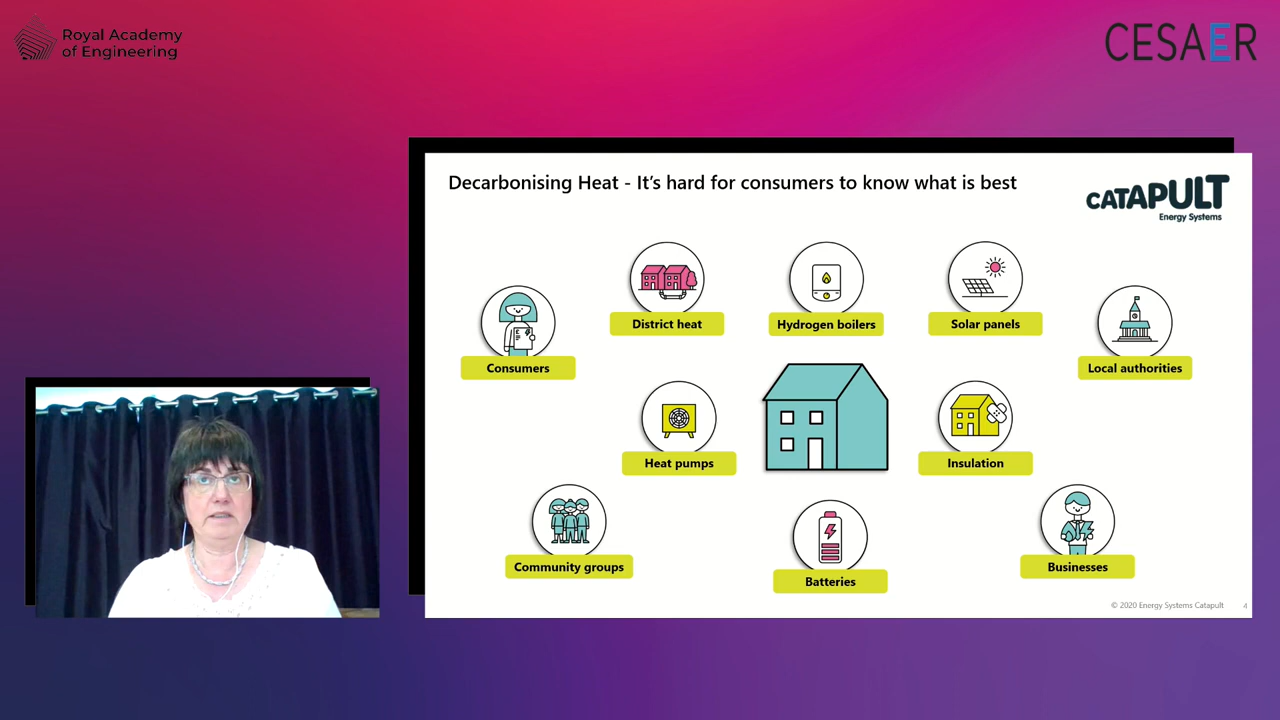 Royal Academy
of Engineering
CESAER
Decarbonising Heat - It's hard for consumers to know what is best
CATAPULT
Energy Systems
District heat
Hydrogen boilers
Solar panels
Consumers
Local authorities
Heat pumps
Insulation
Community groups
Batteries
Businesses
© 2020 Energy Systems Catapult
4